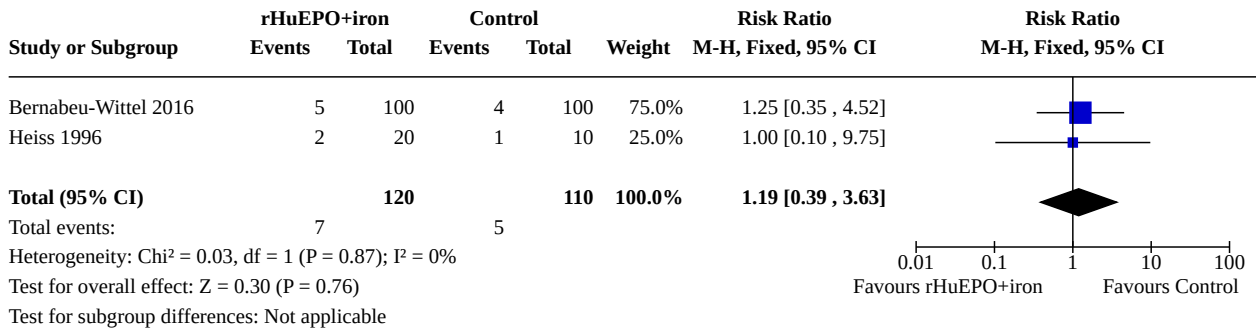 rHuEPO+iron Control Risk Ratio Risk Ratio
Study or Subgroup Events Total Events Total Weight M-H, Fixed, 95% CI M-H, Fixed, 95% CI
Bernabeu-Wittel 2016 5 100 4 100 75.0% 1.25 [0.35 , 4.52]
Heiss 1996 2 20 1 10 25.0% 1.00 [0.10 , 9.75]
Total (95% CI) 120 110 100.0% 1.19 [0.39 , 3.63]
Total events: 7 5
Heterogeneity: Chi² = 0.03, df = 1 (P = 0.87); I² = 0%
Test for overall effect: Z = 0.30 (P = 0.76)
Test for subgroup differences: Not applicable
0.01 0.1 1 10 100
Favours rHuEPO+iron Favours Control